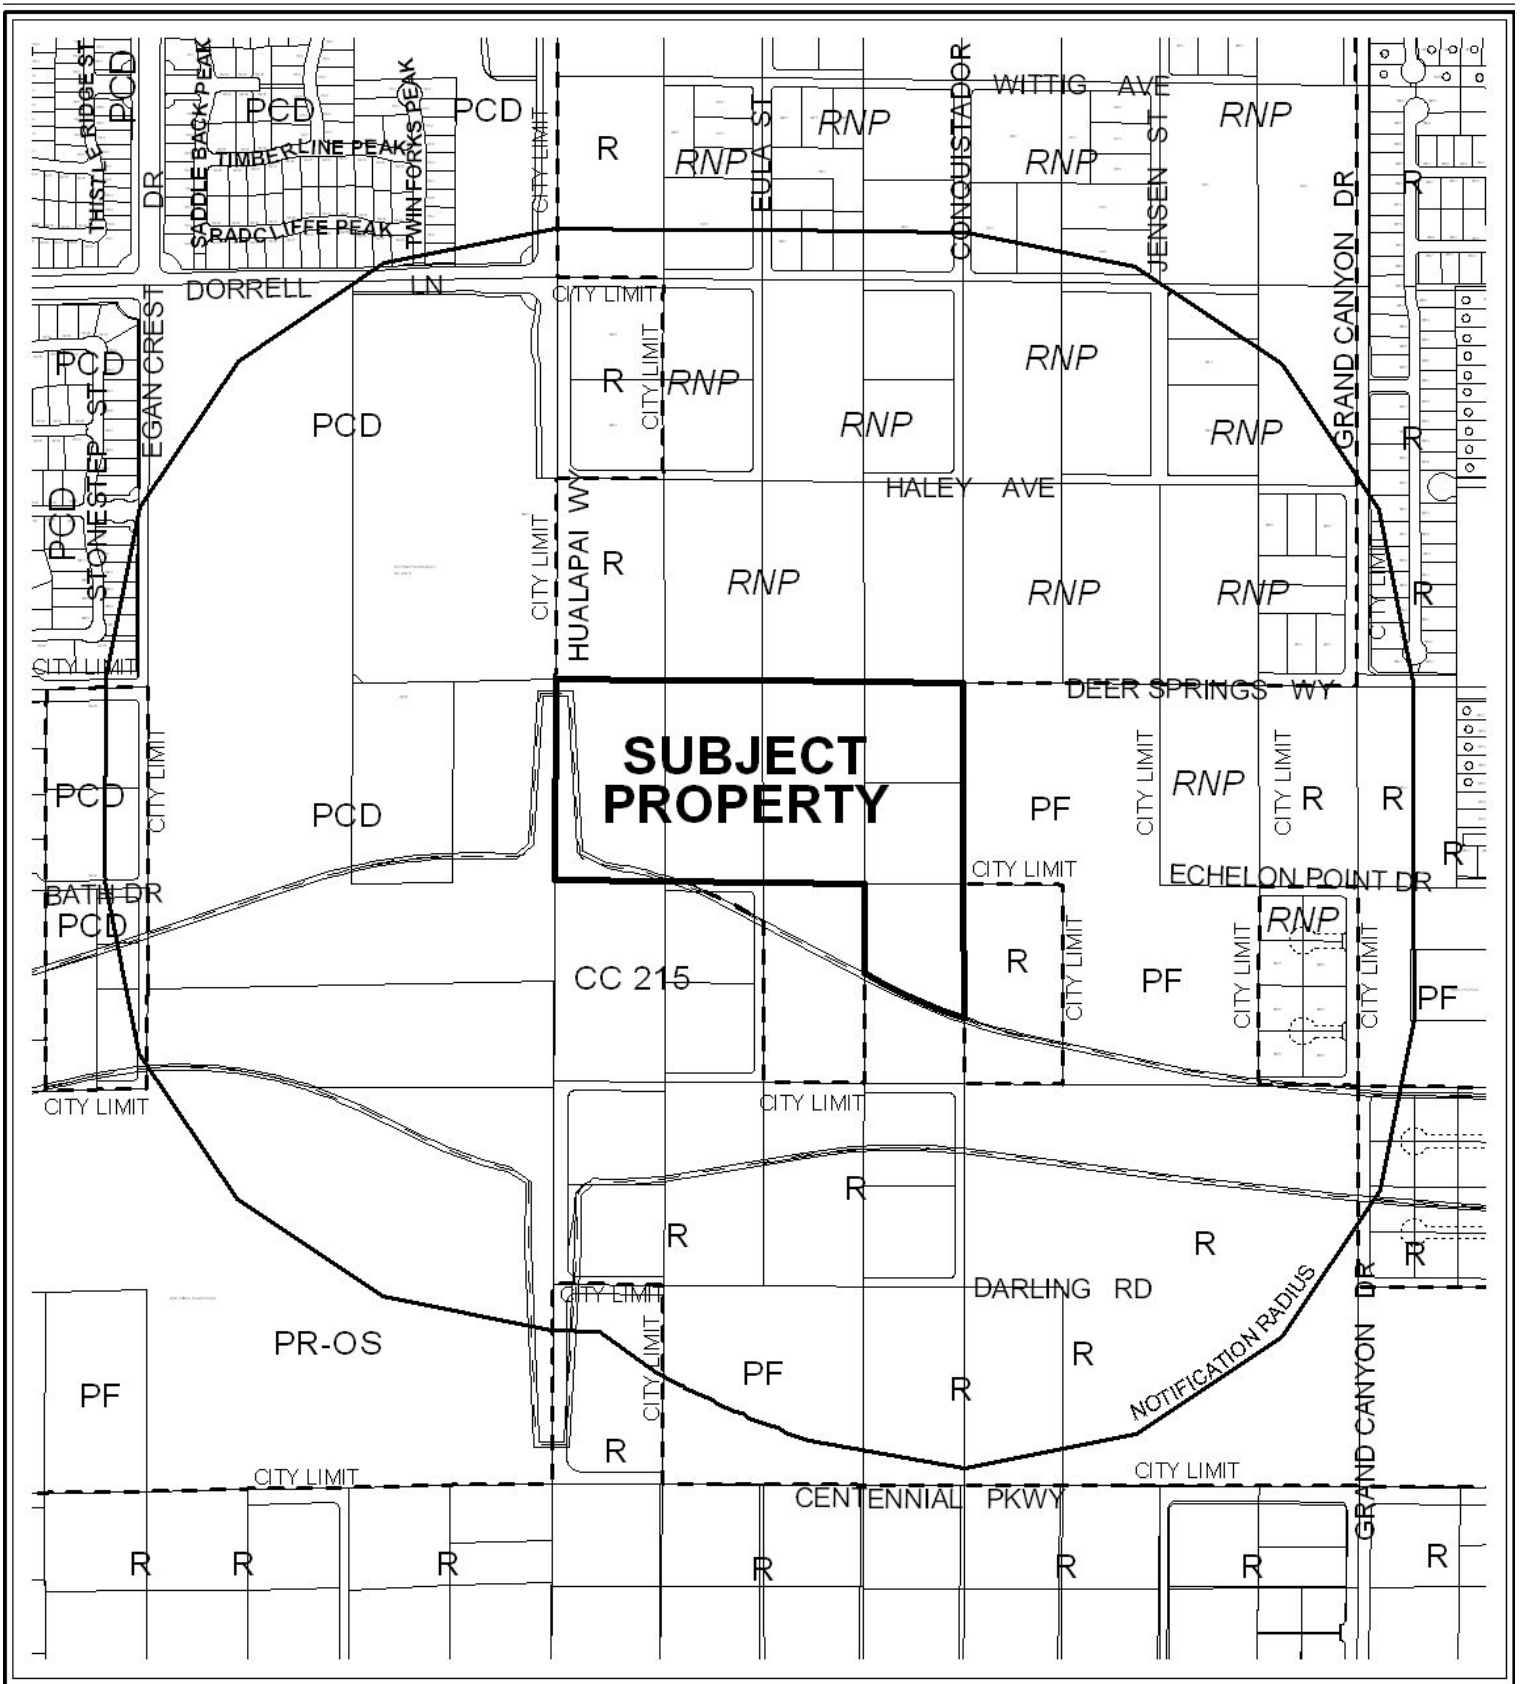 THISTLE RIDGE ST
PCD
DR
SADDLE BACK PEAK
PCD
TIMBERLINE PEAK
RADCLIFFE PEAK
TWIN FORKS PEAK
PCD
CITY LIMIT
R
RNP
EULA ST
RNP
CONQUISTADOR
WITTIG AVE
RNP
JENSEN ST
RNP
GRAND CANYON DR
R
DORRELL LN
CITY LIMIT
PCD
STONESTEP ST
EGAN CREST
PCD
R
CITY LIMIT
RNP
RNP
RNP
RNP
R
PCD
HALEY AVE
CITY LIMIT
HUALAPAI WY
R
RNP
RNP
RNP
CITY LIMIT
R
CITY LIMIT
DEER SPRINGS WY
SUBJECT
PROPERTY
PCD
CITY LIMIT
PCD
PF
CITY LIMIT
RNP
CITY LIMIT
R
R
R
CITY LIMIT
ECHELON POINT DR
BATH DR
PCD
CC 215
R
CITY LIMIT
PF
CITY LIMIT
RNP
CITY LIMIT
PF
CITY LIMIT
CITY LIMIT
R
R
R
R
DARLING RD
CITY LIMIT
CITY LIMIT
PR-OS
PF
PF
R
R
NOTIFICATION RADIUS
GRAND CANYON DR
R
CITY LIMIT
CITY LIMIT
CENTENNIAL PKWY
R
R
R
R
R
R
R